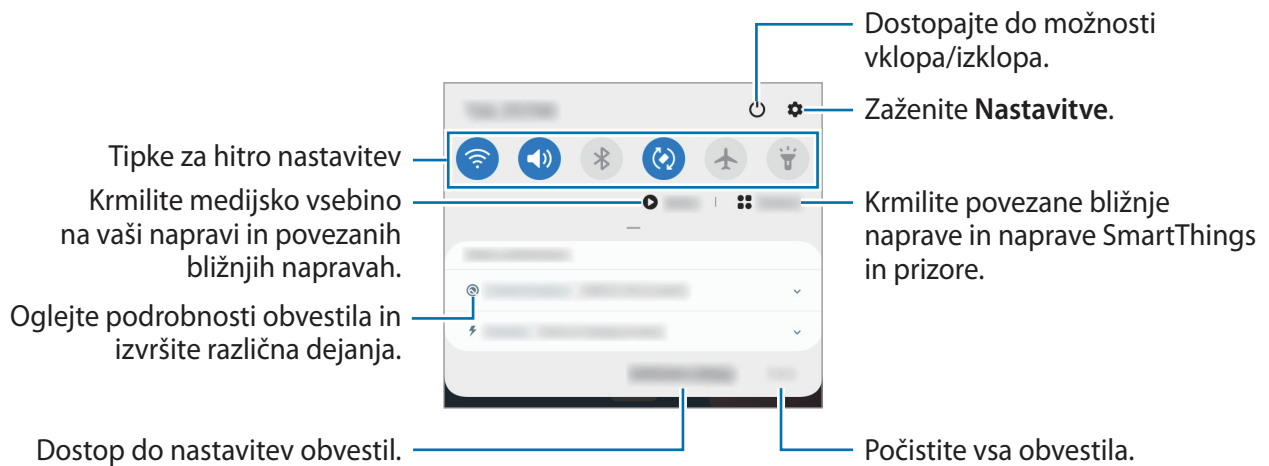 Dostopajte do možnosti
vklopa/izklopa.
Zaženite Nastavitve.
Tipke za hitro nastavitev
Krmilite medijsko vsebino
na vaši napravi in povezanih
bližnjih napravah.
Krmilite povezane bližnje
naprave in naprave SmartThings
in prizore.
Oglejte podrobnosti obvestila in
izvršite različna dejanja.
Dostop do nastavitev obvestil.
Počistite vsa obvestila.